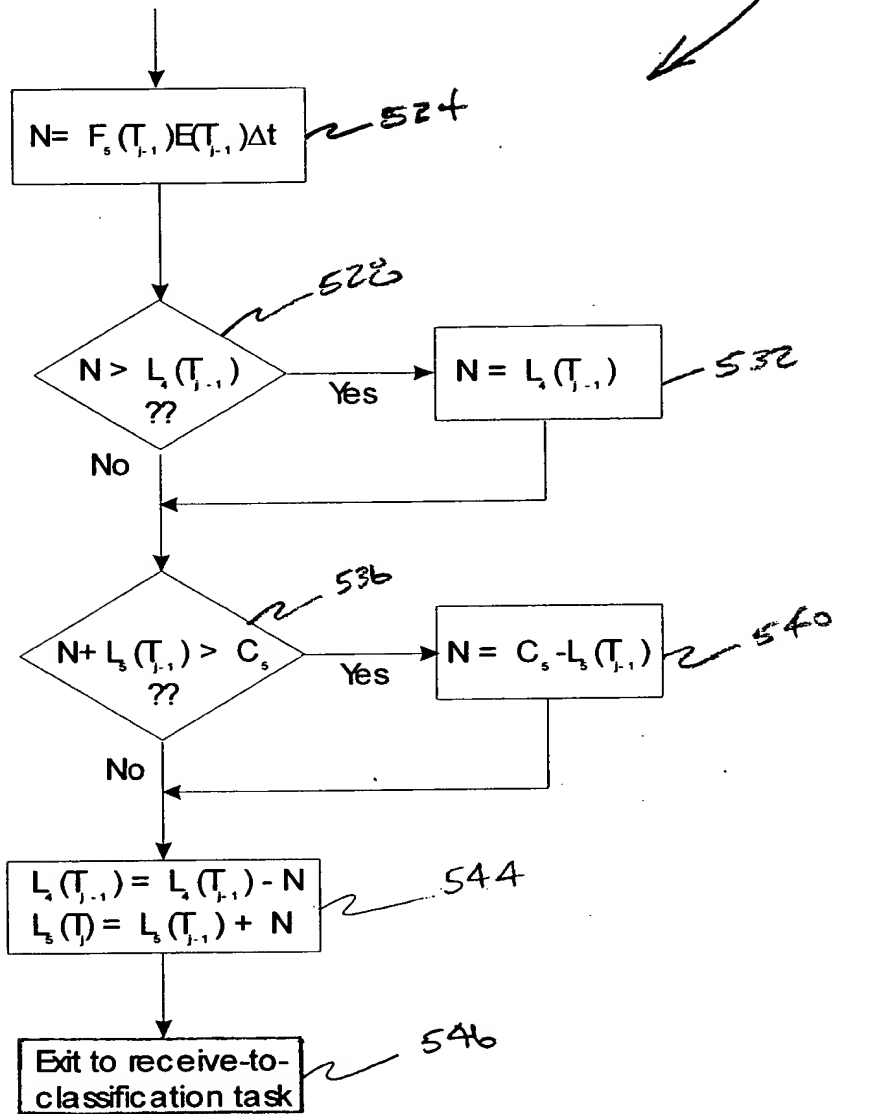 N= F₅(Tⱼ₋₁)E(Tⱼ₋₁)Δt
524
528
N > L₄(Tⱼ₋₁)
??
Yes
N = L₄(Tⱼ₋₁)
532
No
536
N+ L₅(Tⱼ₋₁) > C₅
??
Yes
N = C₅-L₅(Tⱼ₋₁)
540
No
L₄(Tⱼ₋₁) = L₄(Tⱼ₋₁) - N
L₅(Tⱼ) = L₅(Tⱼ₋₁) + N
544
Exit to receive-to-
classification task
546